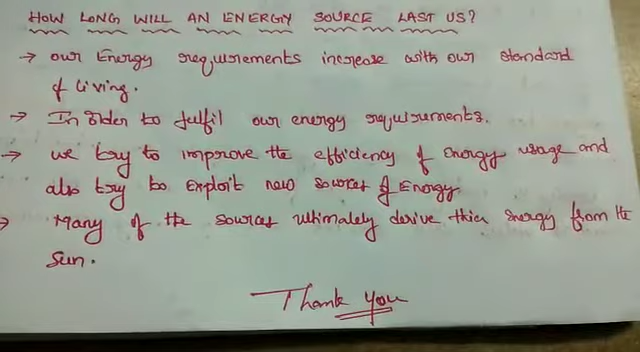 HOW LONG WILL AN ENERGY SOURCE LAST US?
→ our Energy requirements increase with our standard
of living.
→ In order to fulfil our energy requirements.
→ we try to improve the efficiency of energy usage and
also try to exploit new sources of Energy
→ Many of the sources ultimately derive their energy from the
Sun.
Thank you